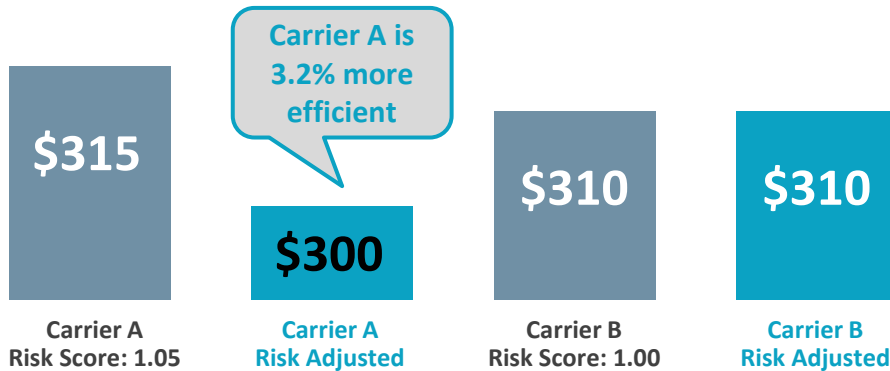 Carrier A is
3.2% more
efficient
$315
$300
$310
$310
Carrier A
Risk Score: 1.05
Carrier A
Risk Adjusted
Carrier B
Risk Score: 1.00
Carrier B
Risk Adjusted